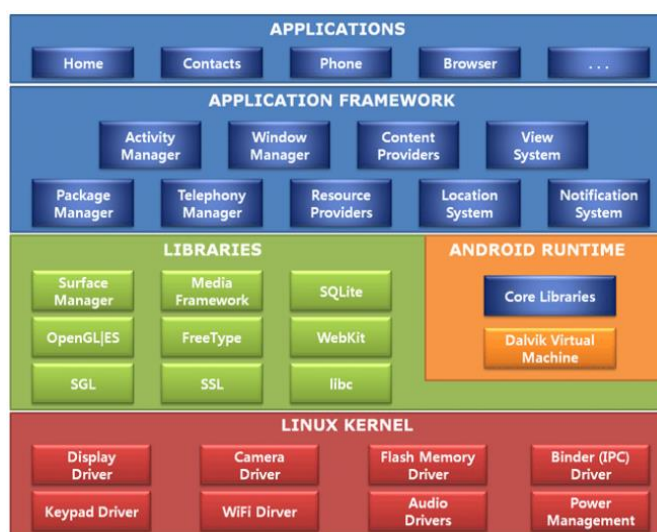 APPLICATIONS
Home
Contacts
Phone
Browser
. . .
APPLICATION FRAMEWORK
Activity
Manager
Window
Manager
Content
Providers
View
System
Package
Manager
Telephony
Manager
Resource
Providers
Location
System
Notification
System
LIBRARIES
Surface
Manager
Media
Framework
SQLite
OpenGL|ES
FreeType
WebKit
SGL
SSL
libc
ANDROID RUNTIME
Core Libraries
Dalvik Virtual
Machine
LINUX KERNEL
Display
Driver
Camera
Driver
Flash Memory
Driver
Binder (IPC)
Driver
Keypad Driver
WiFi Dirver
Audio
Drivers
Power
Management